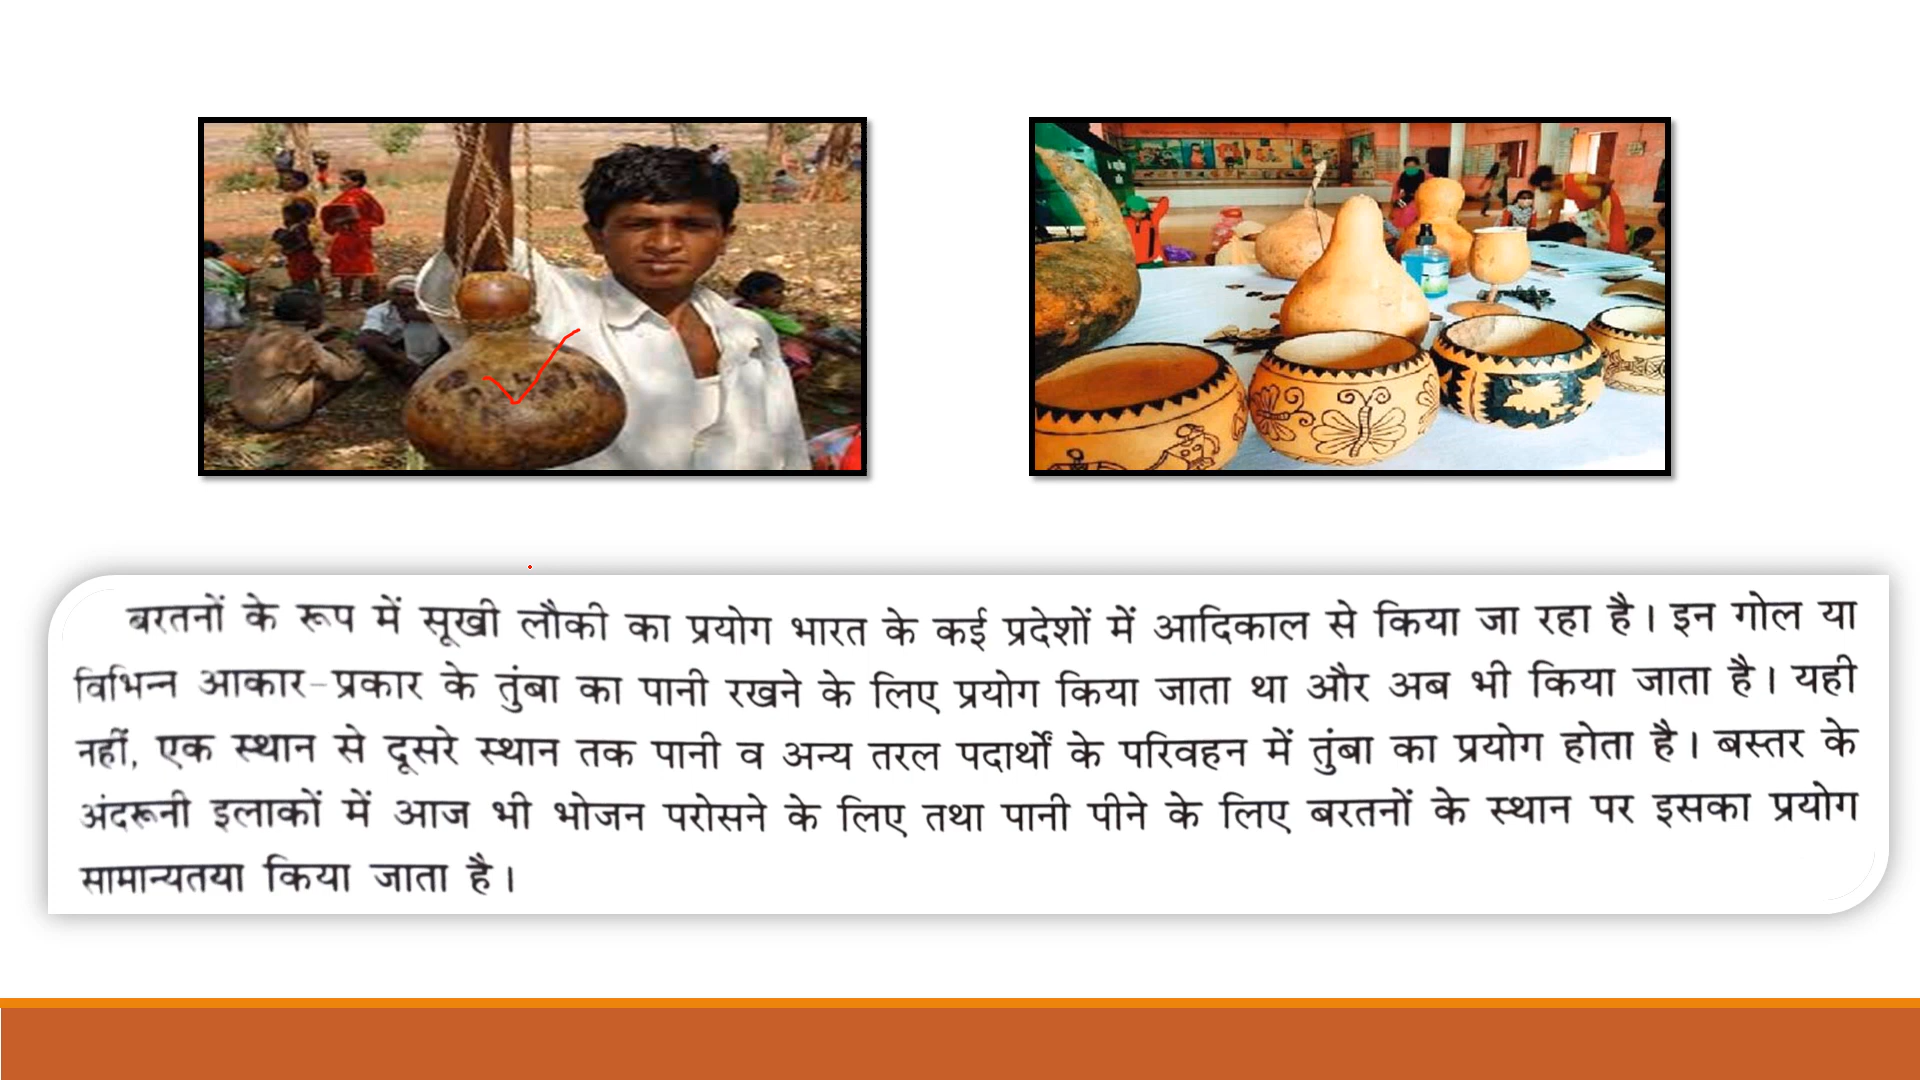 बरतनों के रूप में सूखी लौकी का प्रयोग भारत के कई प्रदेशों में आदिकाल से किया जा रहा है। इन गोल या
विभिन्न आकार-प्रकार के तुंबा का पानी रखने के लिए प्रयोग किया जाता था और अब भी किया जाता है। यही
नहीं, एक स्थान से दूसरे स्थान तक पानी व अन्य तरल पदार्थों के परिवहन में तुंबा का प्रयोग होता है। बस्तर के
अंदरूनी इलाकों में आज भी भोजन परोसने के लिए तथा पानी पीने के लिए बरतनों के स्थान पर इसका प्रयोग
सामान्यतया किया जाता है।